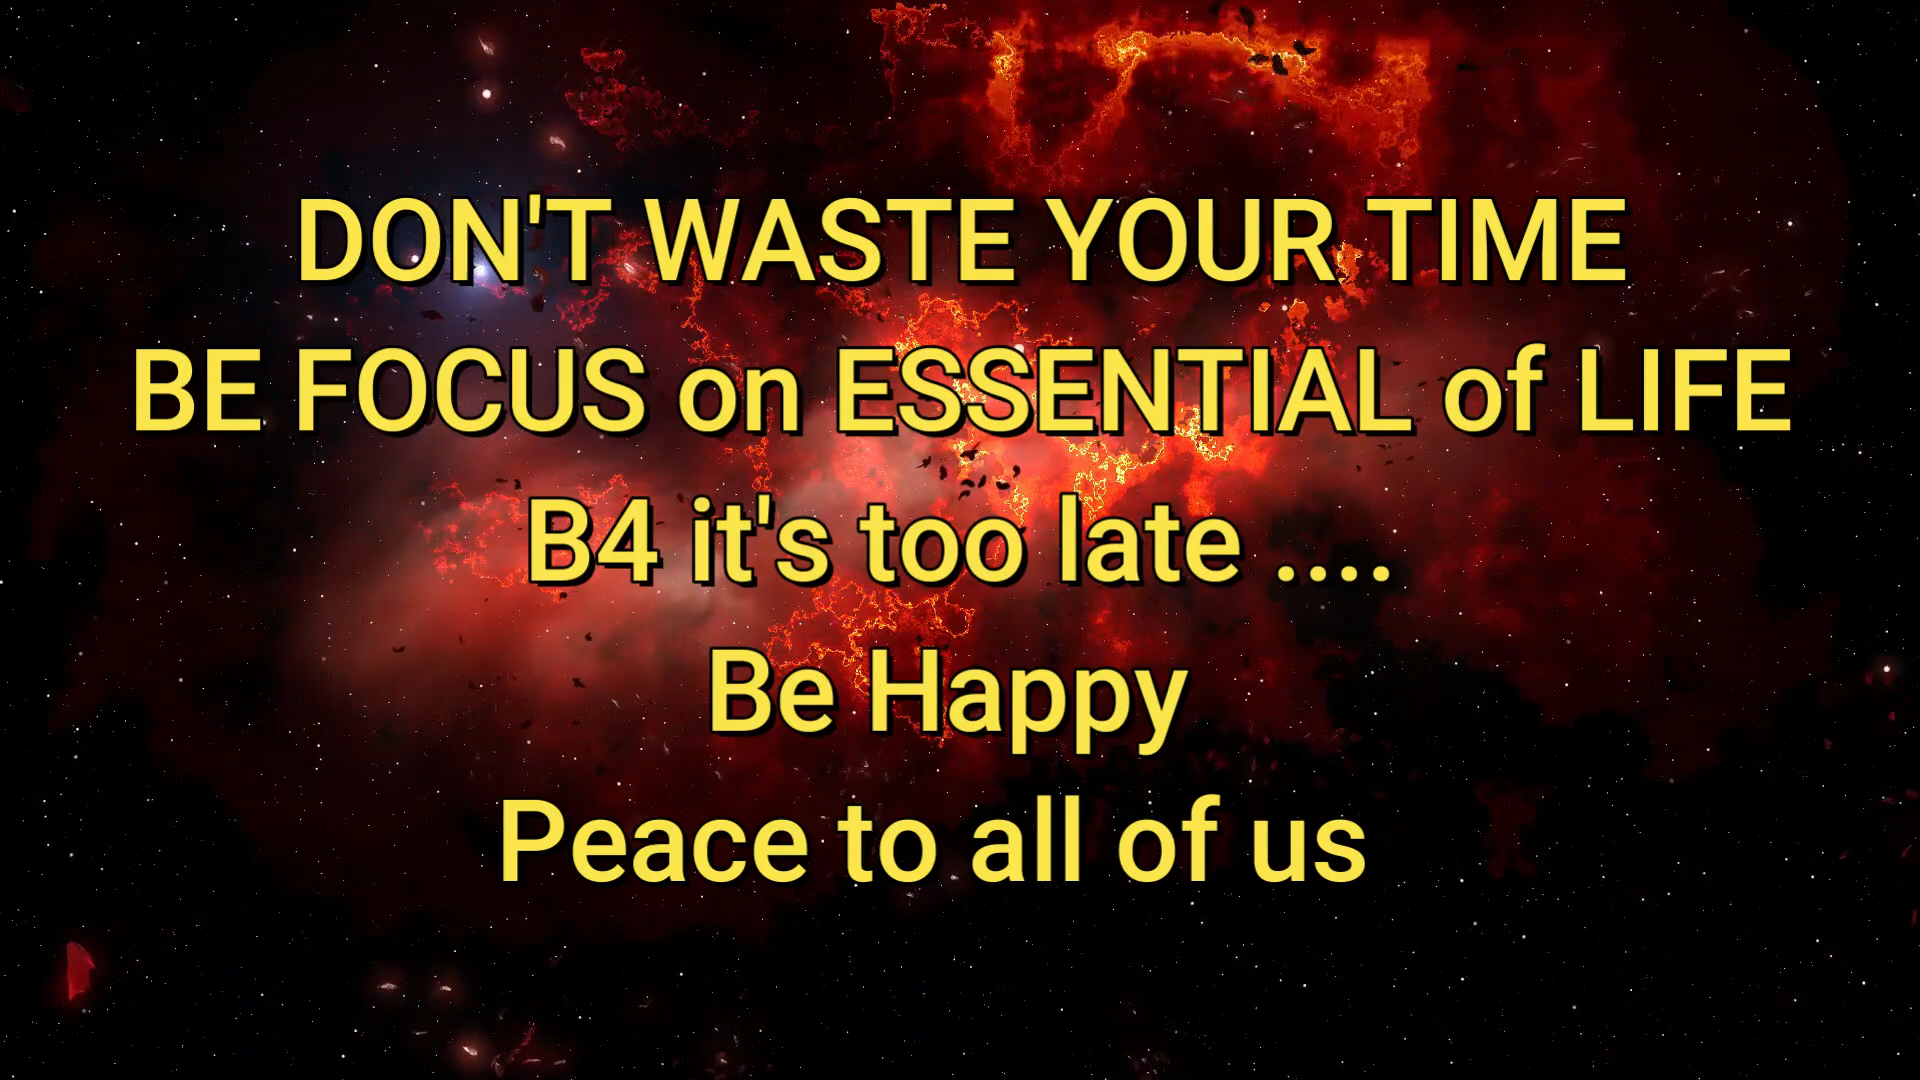 DON'T WASTE YOUR TIME
BE FOCUS on ESSENTIAL of LIFE
B4 it's too late ....
Be Happy
Peace to all of us